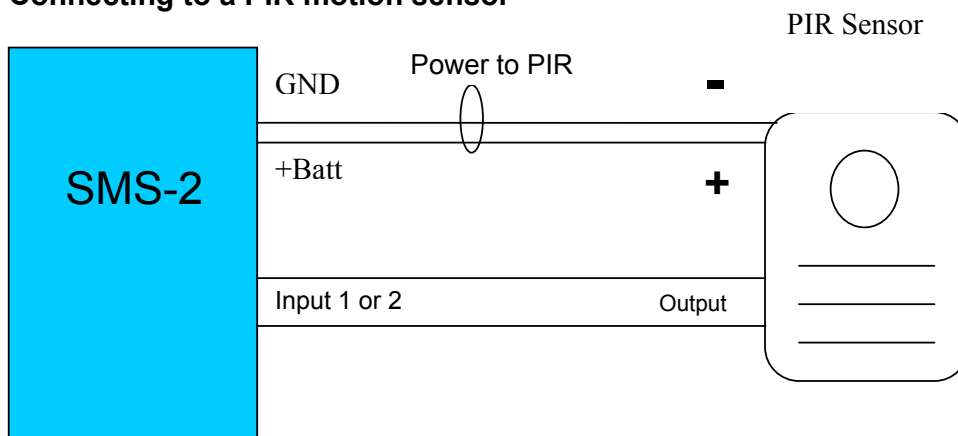 Connecting to a PIR motion sensor
PIR Sensor
GND
Power to PIR
-
+Batt
+
SMS-2
Input 1 or 2
Output